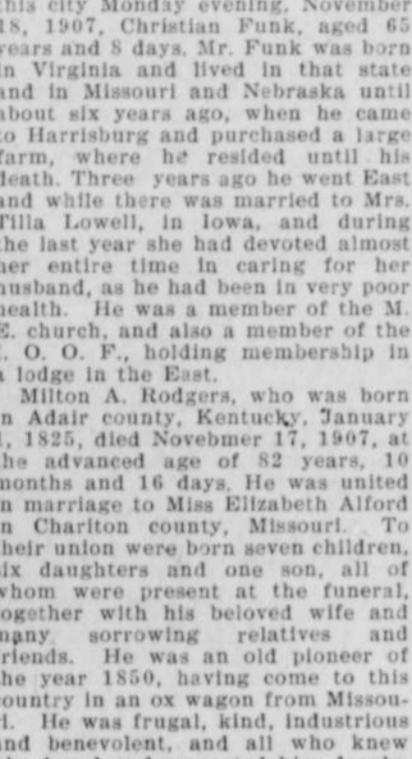 this city Monday evening, November
18, 1907, Christian Funk, aged 65
years and 8 days. Mr. Funk was born
in Virginia and lived in that state
and in Missouri and Nebraska until
about six years ago, when he came
to Harrisburg and purchased a large
farm, where he resided until his
death. Three years ago he went East
and while there was married to Mrs.
Tilla Lowell, in Iowa, and during
the last year she had devoted almost
her entire time in caring for her
husband, as he had been in very poor
health. He was a member of the M.
E. church, and also a member of the
I. O. O. F., holding membership in
a lodge in the East.
Milton A. Rodgers, who was born
in Adair county, Kentucky, January
1, 1825, died Novebmer 17, 1907, at
the advanced age of 82 years, 10
months and 16 days. He was united
in marriage to Miss Elizabeth Alford
in Chariton county, Missouri. To
their union were born seven children,
six daughters and one son, all of
whom were present at the funeral,
together with his beloved wife and
many sorrowing relatives and
friends. He was an old pioneer of
the year 1850, having come to this
country in an ox wagon from Missou-
ri. He was frugal, kind, industrious
and benevolent, and all who knew